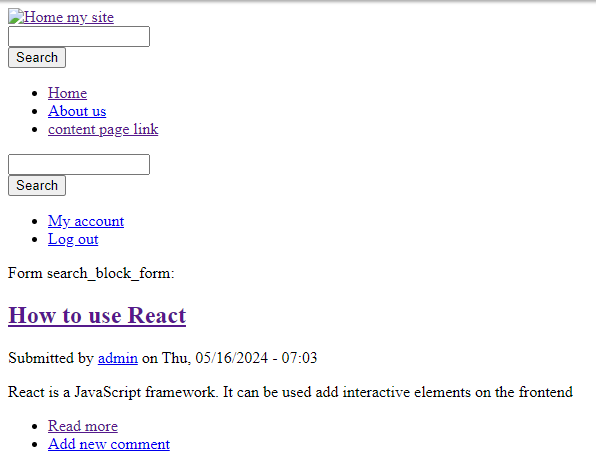 Home my site
Search
Home
About us
content page link
Search
My account
Log out
Form search_block_form:
How to use React
Submitted by admin on Thu, 05/16/2024 - 07:03
React is a JavaScript framework. It can be used add interactive elements on the frontend
Read more
Add new comment